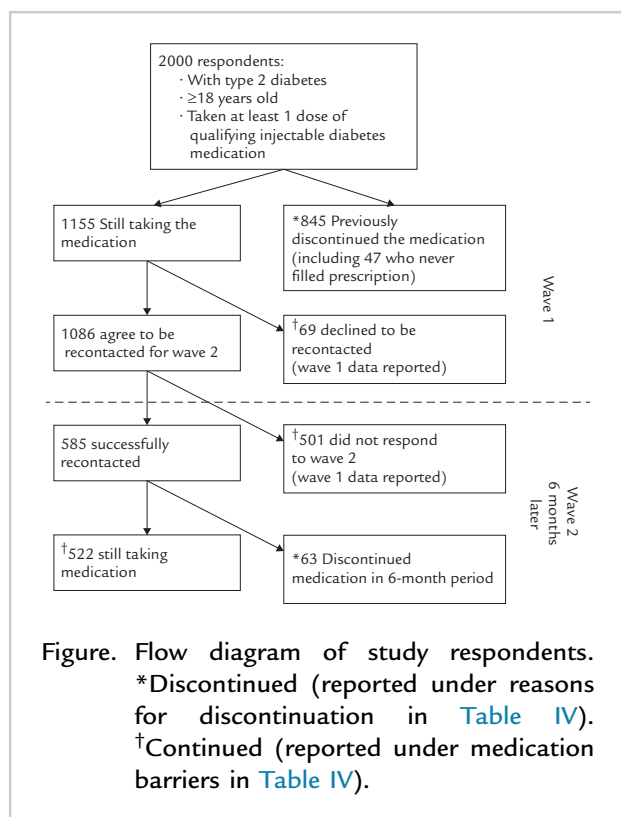 2000 respondents:
· With type 2 diabetes
· ≥18 years old
· Taken at least 1 dose of
qualifying injectable diabetes
medication
1155 Still taking the
medication
*845 Previously
discontinued the medication
(including 47 who never
filled prescription)
Wave 1
1086 agree to be
recontacted for wave 2
†69 declined to be
recontacted
(wave 1 data reported)
585 successfully
recontacted
†501 did not respond
to wave 2
(wave 1 data reported)
Wave 2
6 months
later
†522 still taking
medication
*63 Discontinued
medication in 6-month period
Figure. Flow diagram of study respondents.
*Discontinued (reported under reasons
for discontinuation in Table IV).
†Continued (reported under medication
barriers in Table IV).